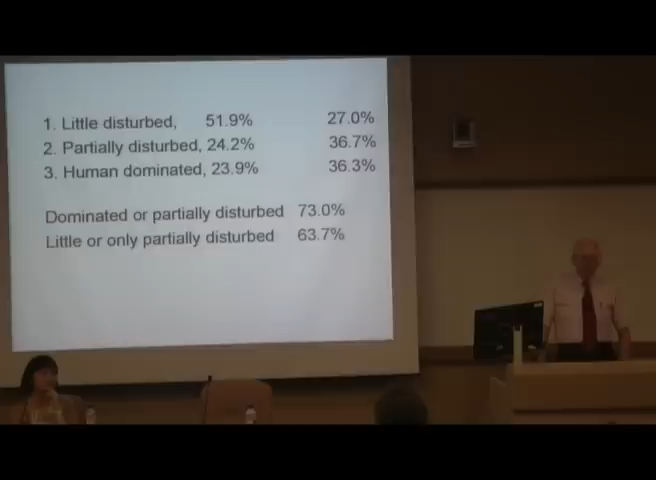 1. Little disturbed, 51.9% 27.0%
2. Partially disturbed, 24.2% 36.7%
3. Human dominated, 23.9% 36.3%
Dominated or partially disturbed 73.0%
Little or only partially disturbed 63.7%